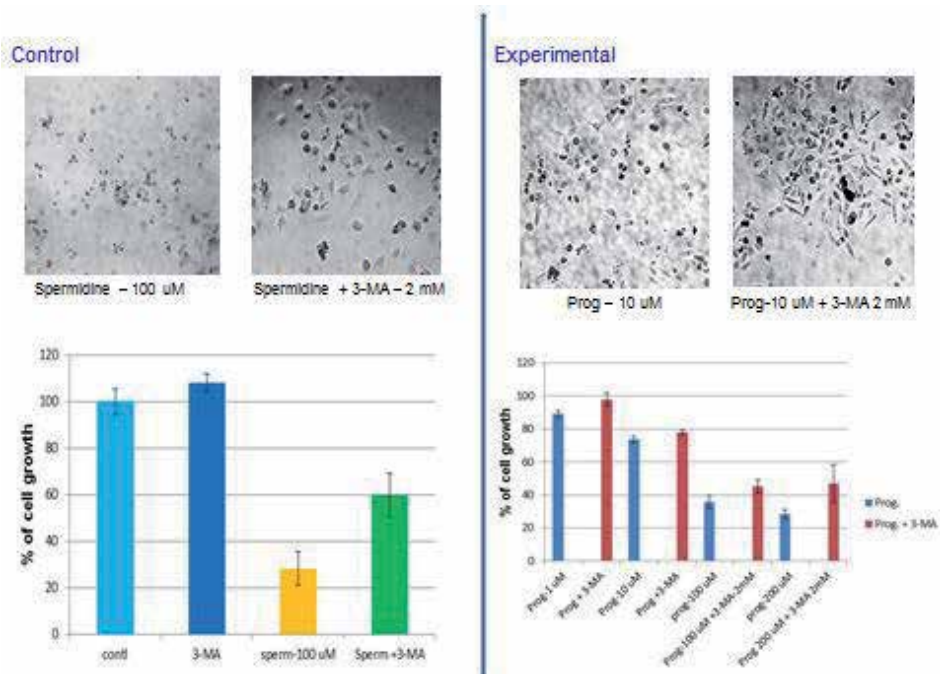 Control
Spermidine – 100 uM
Spermidine + 3-MA – 2 mM
120
100
80
60
40
20
0
% of cell growth
contl
3-MA
sperm-100 uM
Sperm +3-MA
Experimental
Prog – 10 uM
Prog-10 uM + 3-MA 2 mM
120
100
80
60
40
20
0
% of cell growth
Prog-1 uM
Prog + 3-MA
Prog-10 uM
Prog +3-MA
prog-100 uM
Prog-100 uM +3-MA-2mM
prog-200 uM
Prog 200 uM + 3-MA 2mM
Prog.
Prog. + 3-MA